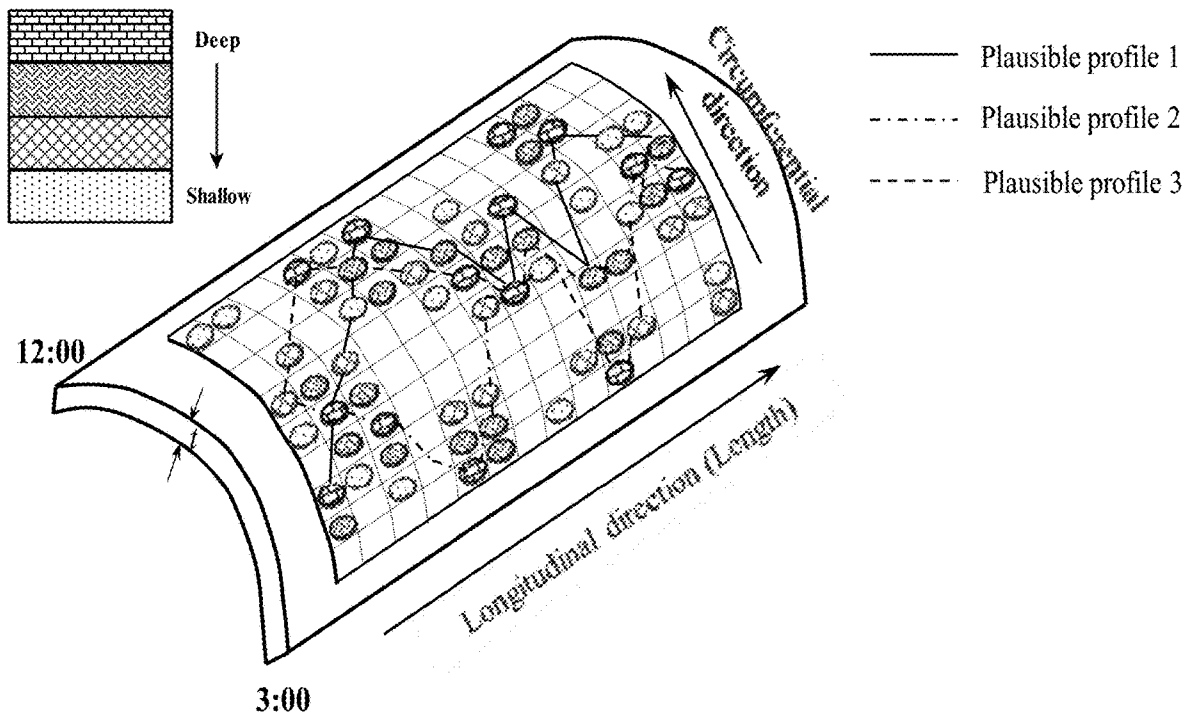 Deep
Shallow
Circumferential
direction
Plausible profile 1
Plausible profile 2
Plausible profile 3
12:00
t
Longitudinal direction (Length)
3:00